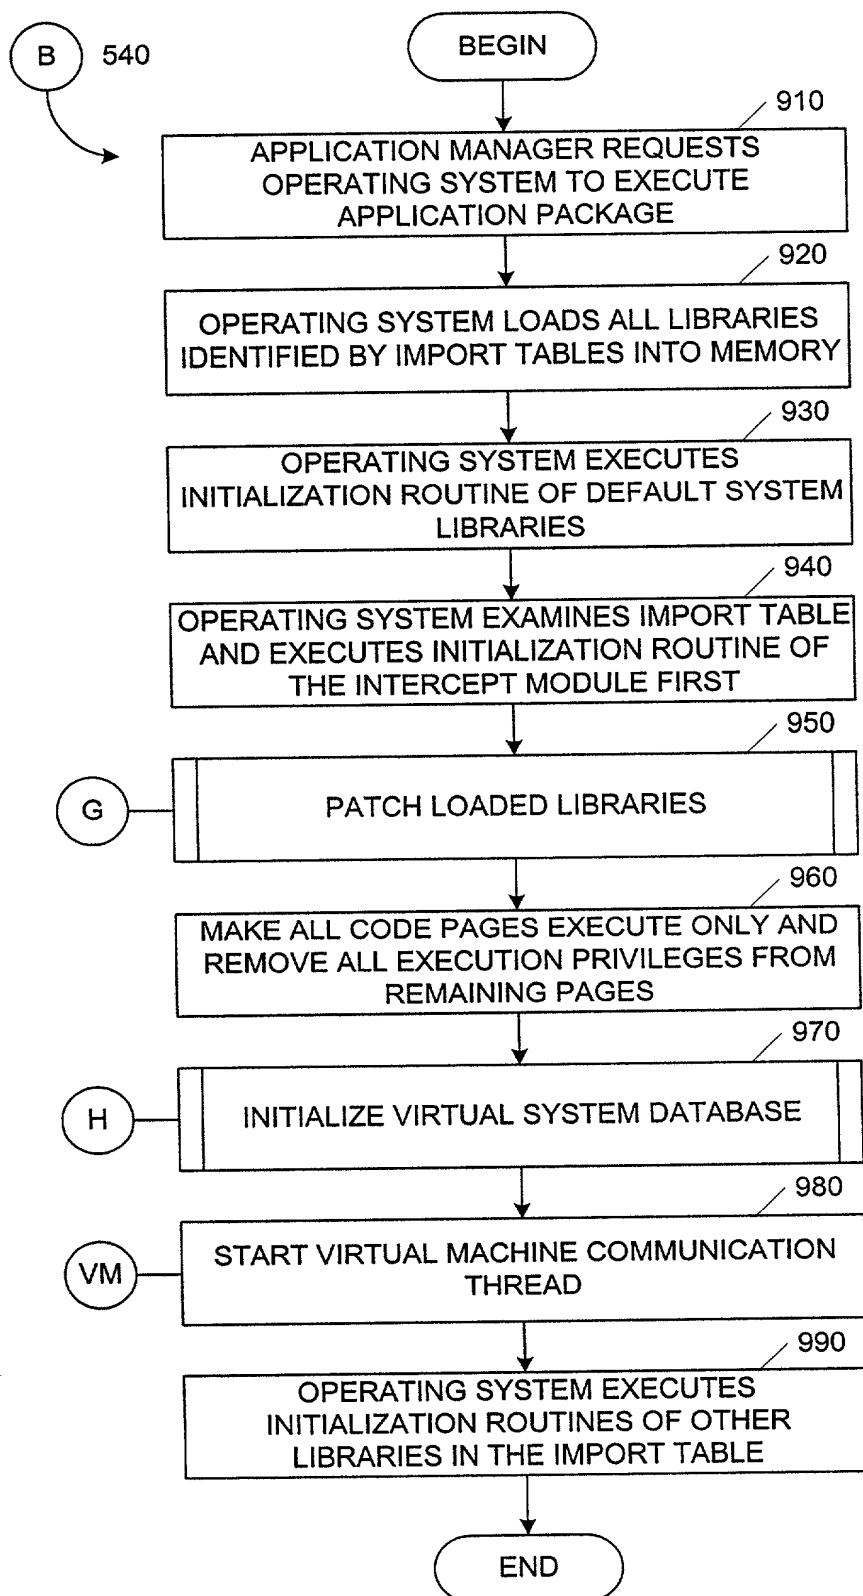 B 540
BEGIN
910
APPLICATION MANAGER REQUESTS
OPERATING SYSTEM TO EXECUTE
APPLICATION PACKAGE
920
OPERATING SYSTEM LOADS ALL LIBRARIES
IDENTIFIED BY IMPORT TABLES INTO MEMORY
930
OPERATING SYSTEM EXECUTES
INITIALIZATION ROUTINE OF DEFAULT SYSTEM
LIBRARIES
940
OPERATING SYSTEM EXAMINES IMPORT TABLE
AND EXECUTES INITIALIZATION ROUTINE OF
THE INTERCEPT MODULE FIRST
950
G
PATCH LOADED LIBRARIES
960
MAKE ALL CODE PAGES EXECUTE ONLY AND
REMOVE ALL EXECUTION PRIVILEGES FROM
REMAINING PAGES
970
H
INITIALIZE VIRTUAL SYSTEM DATABASE
980
VM
START VIRTUAL MACHINE COMMUNICATION
THREAD
990
OPERATING SYSTEM EXECUTES
INITIALIZATION ROUTINES OF OTHER
LIBRARIES IN THE IMPORT TABLE
END